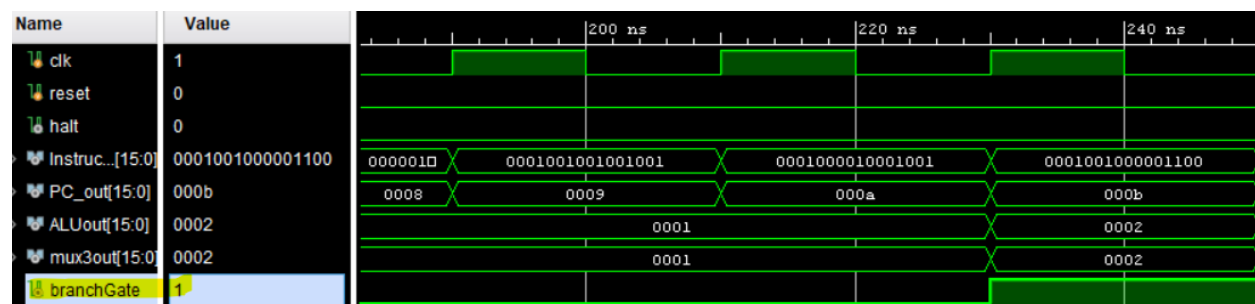 Name Value 200 ns 220 ns 240 ns
clk 1
reset 0
halt 0
Instruc...[15:0] 0001001000001100 000001 0001001001001001 0001000010001001 0001001000001100
PC_out[15:0] 000b 0008 0009 000a 000b
ALUout[15:0] 0002 0001 0002
mux3out[15:0] 0002 0001 0002
branchGate 1